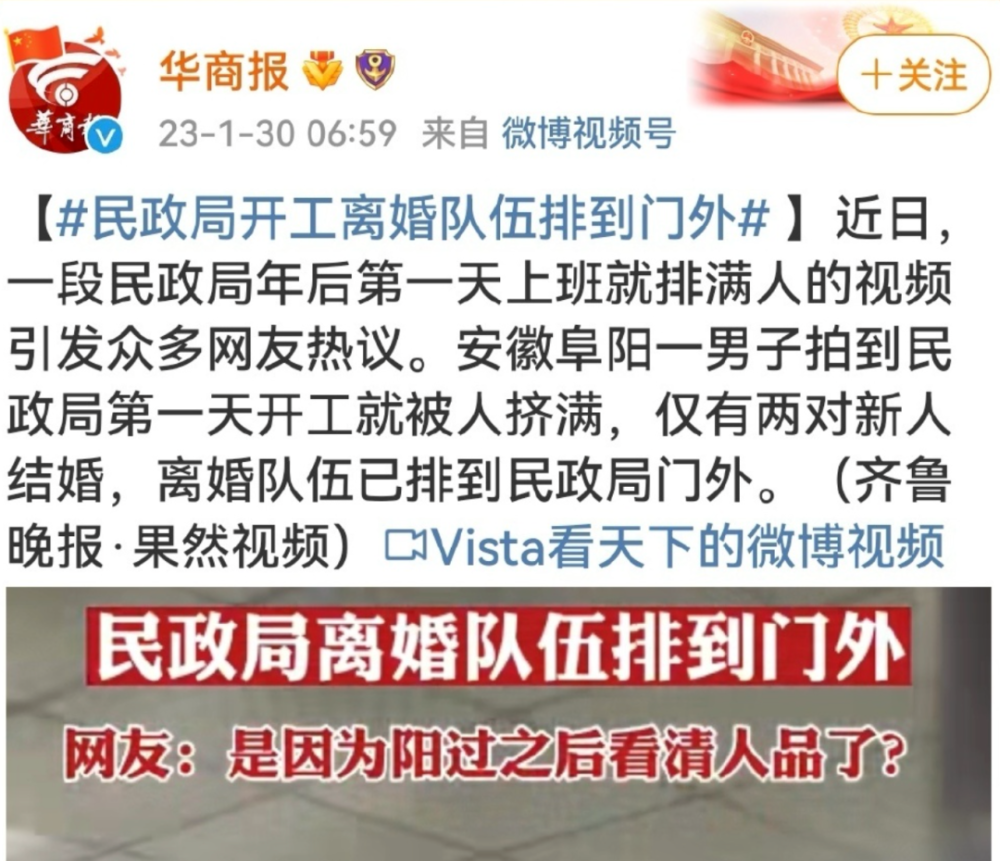 华商报
+关注
23-1-30 06:59 来自 微博视频号
華商報
【#民政局开工离婚队伍排到门外#】近日，
一段民政局年后第一天上班就排满人的视频
引发众多网友热议。安徽阜阳一男子拍到民
政局第一天开工就被人挤满，仅有两对新人
结婚，离婚队伍已排到民政局门外。（齐鲁
晚报·果然视频）Vista看天下的微博视频
民政局离婚队伍排到门外
网友：是因为阳过之后看清人品了？